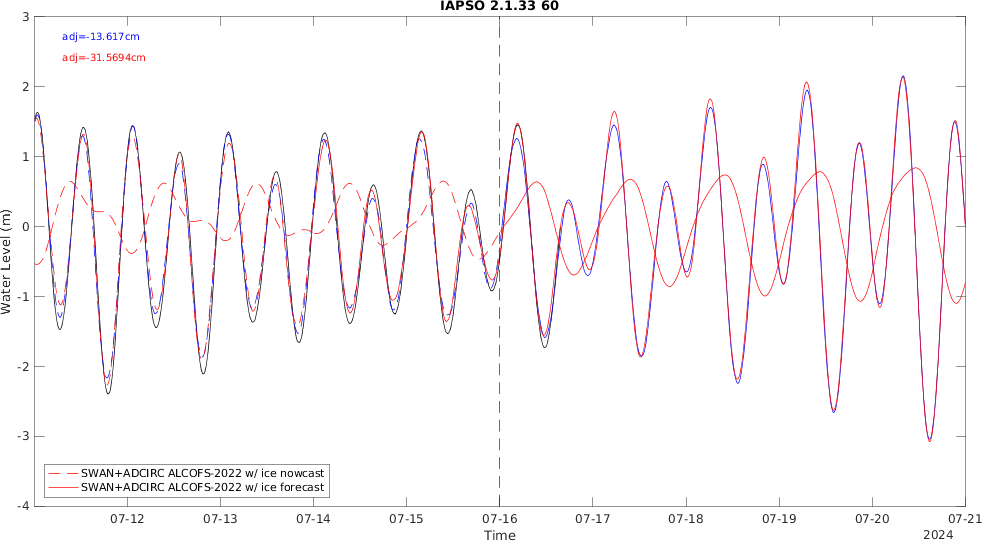 IAPSO 2.1.33 60
3
adj=-13.617cm
adj=-31.5694cm
2
1
0
Water Level (m)
-1
-2
-3
SWAN+ADCIRC ALCOFS-2022 w/ ice nowcast
SWAN+ADCIRC ALCOFS-2022 w/ ice forecast
-4
07-12 07-13 07-14 07-15 07-16 07-17 07-18 07-19 07-20 07-21
Time
2024